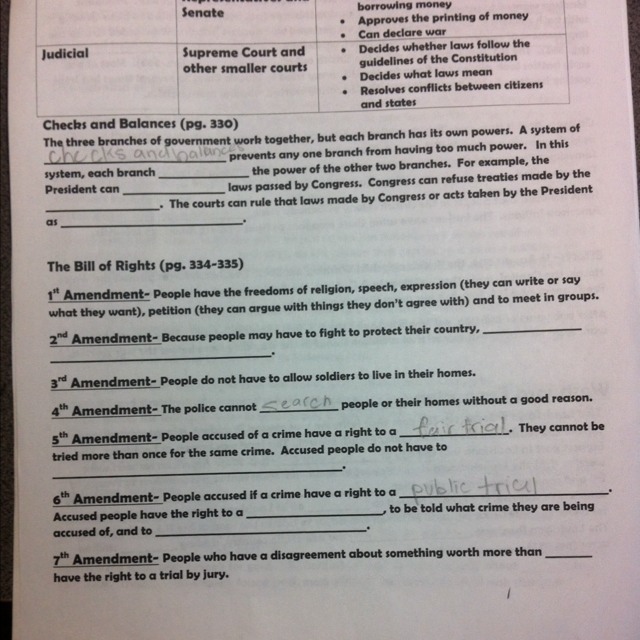 borrowing money
Senate
• Approves the printing of money
• Can declare war
Judicial
Supreme Court and
other smaller courts
• Decides whether laws follow the
guidelines of the Constitution
• Decides what laws mean
• Resolves conflicts between citizens
and states
Checks and Balances (pg. 330)
The three branches of government work together, but each branch has its own powers. A system of
checks and balances prevents any one branch from having too much power. In this
system, each branch ____________ the power of the other two branches. For example, the
President can ____________ laws passed by Congress. Congress can refuse treaties made by the
____________. The courts can rule that laws made by Congress or acts taken by the President
as ____________.
The Bill of Rights (pg. 334-335)
1st Amendment- People have the freedoms of religion, speech, expression (they can write or say
what they want), petition (they can argue with things they don't agree with) and to meet in groups.
2nd Amendment- Because people may have to fight to protect their country, ____________
____________.
3rd Amendment- People do not have to allow soldiers to live in their homes.
4th Amendment- The police cannot search people or their homes without a good reason.
5th Amendment- People accused of a crime have a right to a fair trial. They cannot be
tried more than once for the same crime. Accused people do not have to
____________.
6th Amendment- People accused if a crime have a right to a public trial.
Accused people have the right to a ____________, to be told what crime they are being
accused of, and to ____________.
7th Amendment- People who have a disagreement about something worth more than ______
have the right to a trial by jury.
1